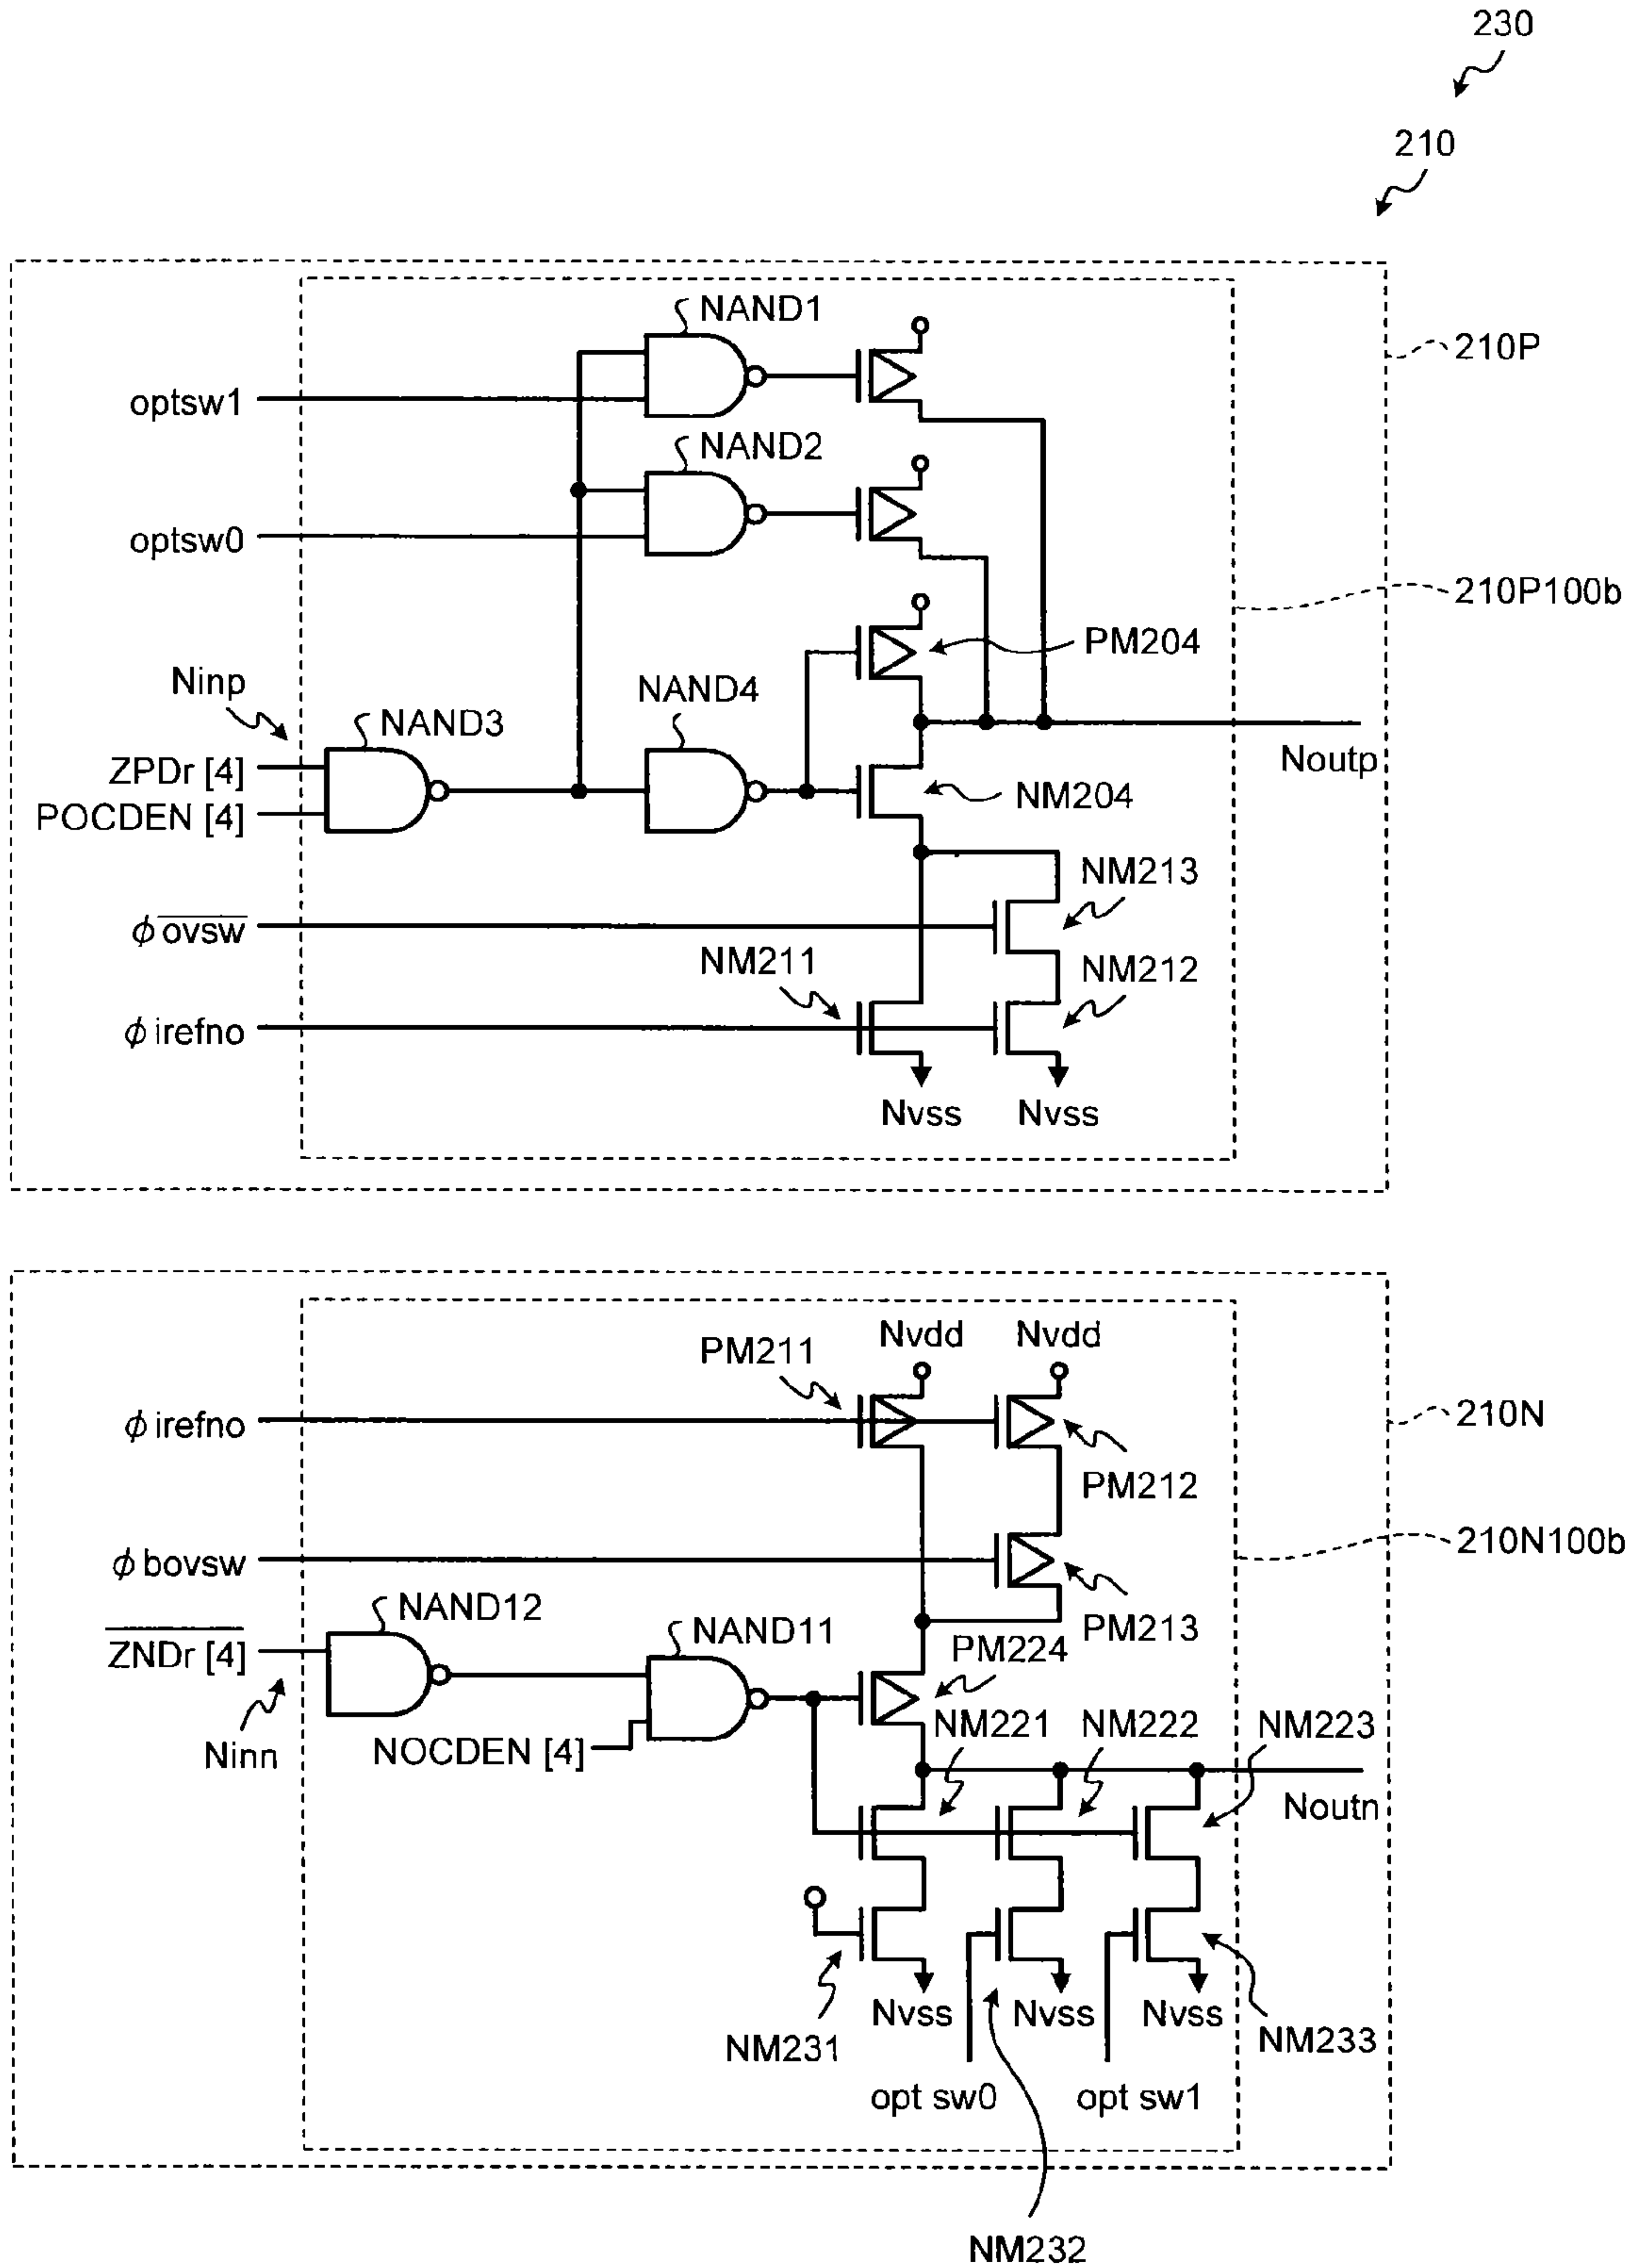 230
210
NAND1
210P
optsw1
NAND2
optsw0
210P100b
PM204
Ninp
NAND4
NAND3
ZPDr [4]
Noutp
NM204
POCDEN [4]
NM213
ϕ o̅v̅s̅w̅
NM211
NM212
ϕ irefno
Nvss
Nvss
Nvdd
Nvdd
PM211
ϕ irefno
210N
PM212
210N100b
ϕ bovsw
NAND12
NAND11
PM213
Z̅N̅D̅r̅ ̅[̅4̅]̅
PM224
NM221
NM222
NM223
Ninn
NOCDEN [4]
Noutn
Nvss
Nvss
Nvss
NM231
NM233
opt sw0
opt sw1
NM232